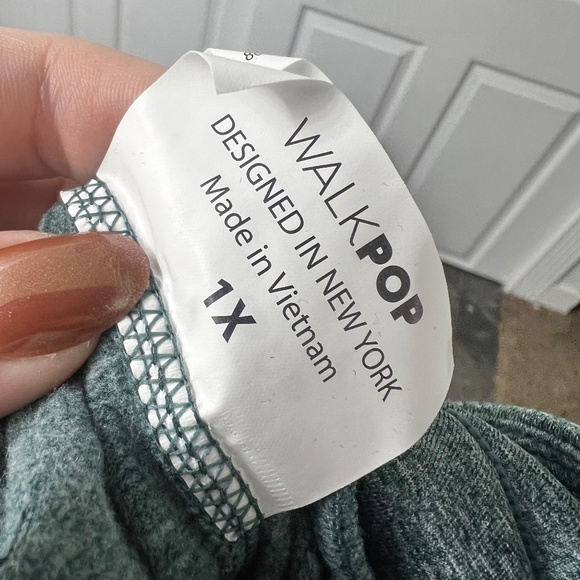 WALKPOP
DESIGNED IN NEW YORK
Made in Vietnam
1X